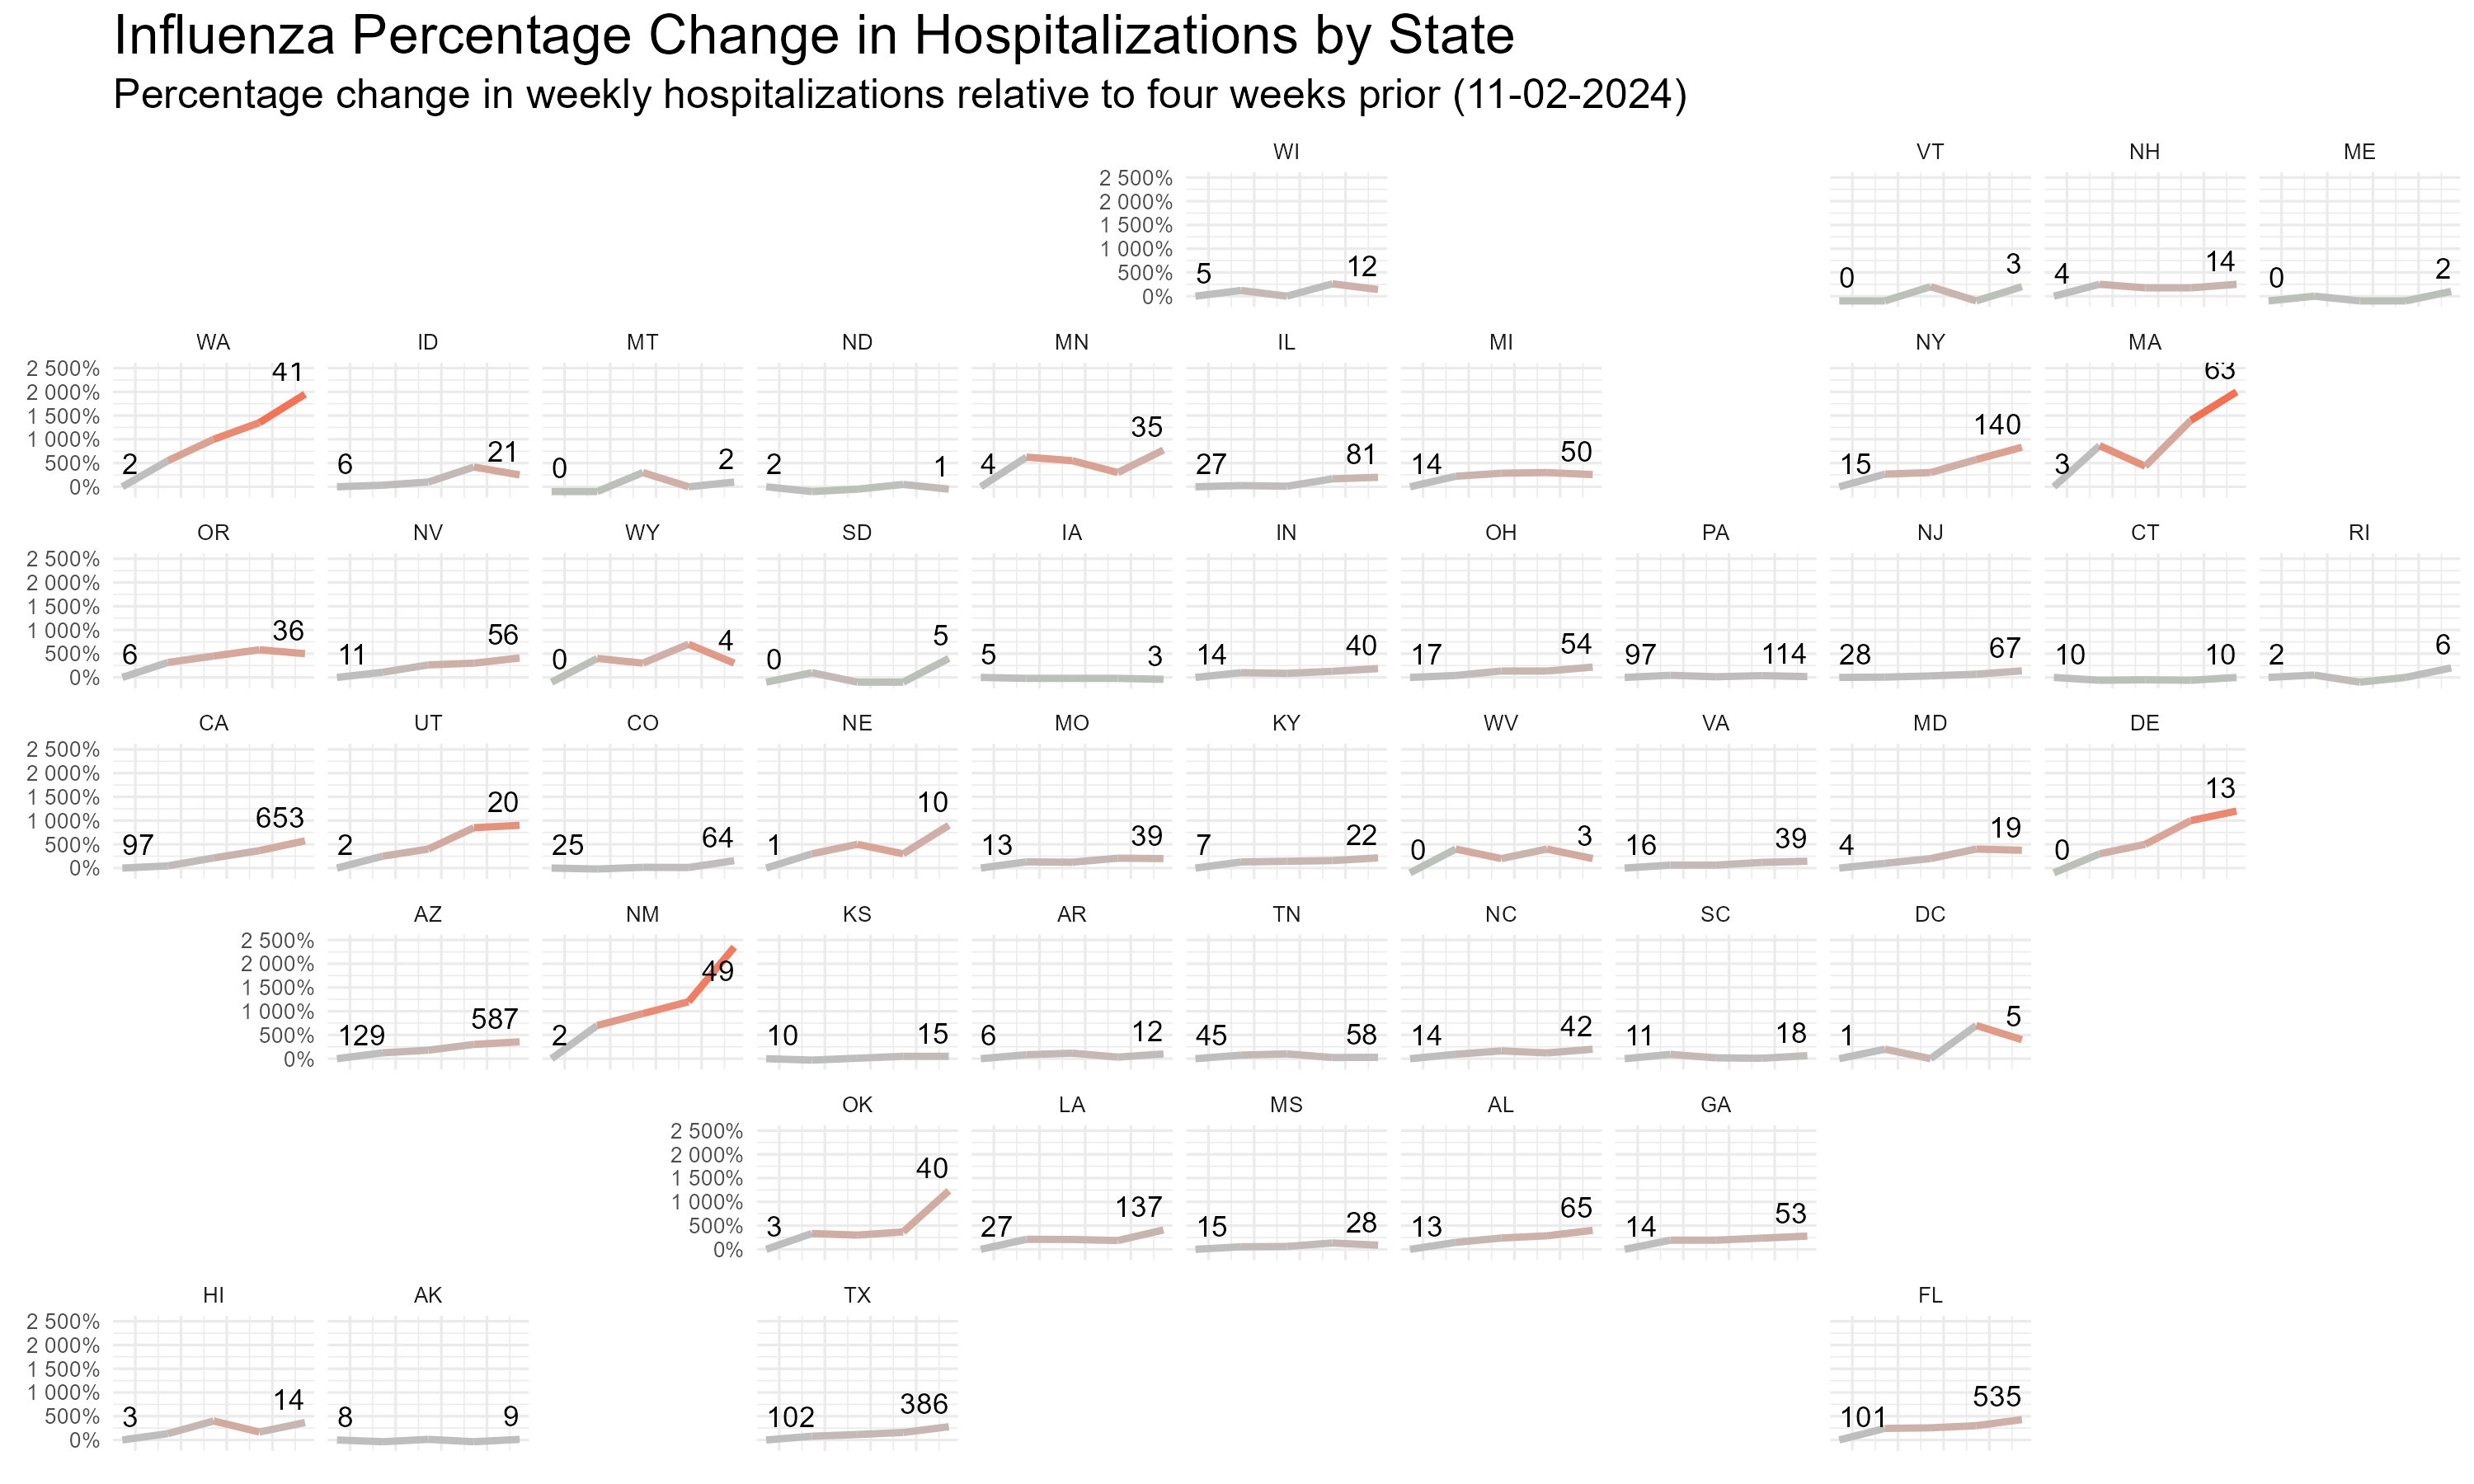 Influenza Percentage Change in Hospitalizations by State
Percentage change in weekly hospitalizations relative to four weeks prior (11-02-2024)
WI VT NH ME
2 500%
2 000%
1 500%
1 000%
500%
0%
5 12 0 3 4 14 0 2
WA ID MT ND MN IL MI NY MA
2 500%
2 000%
1 500%
1 000%
500%
0%
2 41 6 21 0 2 2 1 4 35 27 81 14 50 15 140 3 63
OR NV WY SD IA IN OH PA NJ CT RI
2 500%
2 000%
1 500%
1 000%
500%
0%
6 36 11 56 0 4 0 5 5 3 14 40 17 54 97 114 28 67 10 10 2 6
CA UT CO NE MO KY WV VA MD DE
2 500%
2 000%
1 500%
1 000%
500%
0%
97 653 2 20 25 64 1 10 13 39 7 22 0 3 16 39 4 19 0 13
AZ NM KS AR TN NC SC DC
2 500%
2 000%
1 500%
1 000%
500%
0%
129 587 2 49 10 15 6 12 45 58 14 42 11 18 1 5
OK LA MS AL GA
2 500%
2 000%
1 500%
1 000%
500%
0%
3 40 27 137 15 28 13 65 14 53
HI AK TX FL
2 500%
2 000%
1 500%
1 000%
500%
0%
3 14 8 9 102 386 101 535